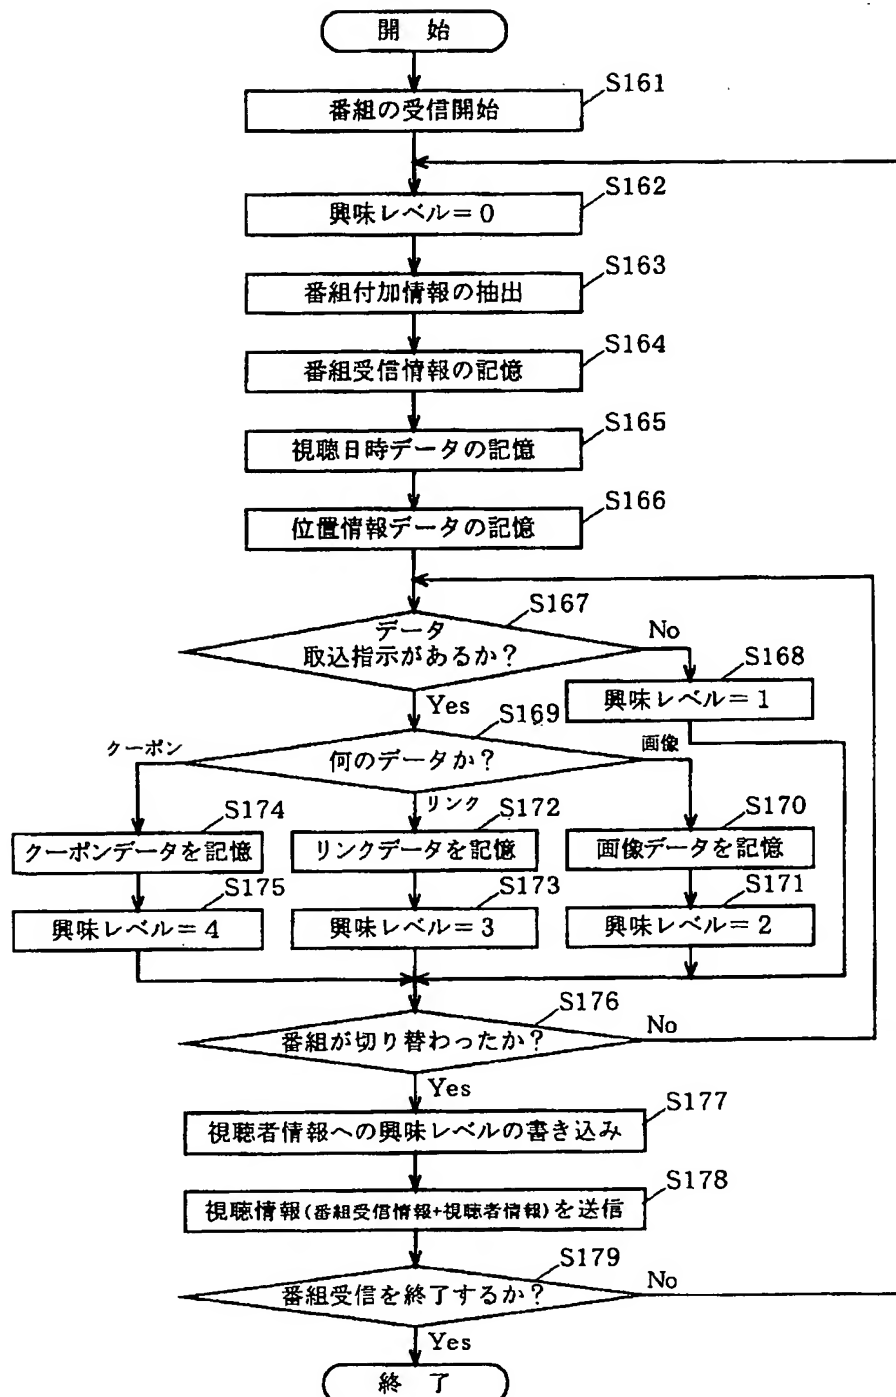 開 始
S161
番組の受信開始
S162
興味レベル=0
S163
番組付加情報の抽出
S164
番組受信情報の記憶
S165
視聴日時データの記憶
S166
位置情報データの記憶
S167
データ
取込指示があるか?
No
S168
興味レベル=1
Yes
S169
何のデータか?
クーポン
リンク
画像
S174
クーポンデータを記憶
S172
リンクデータを記憶
S170
画像データを記憶
S175
興味レベル=4
S173
興味レベル=3
S171
興味レベル=2
S176
番組が切り替わったか?
No
Yes
S177
視聴者情報への興味レベルの書き込み
S178
視聴情報(番組受信情報+視聴者情報)を送信
S179
番組受信を終了するか?
No
Yes
終 了